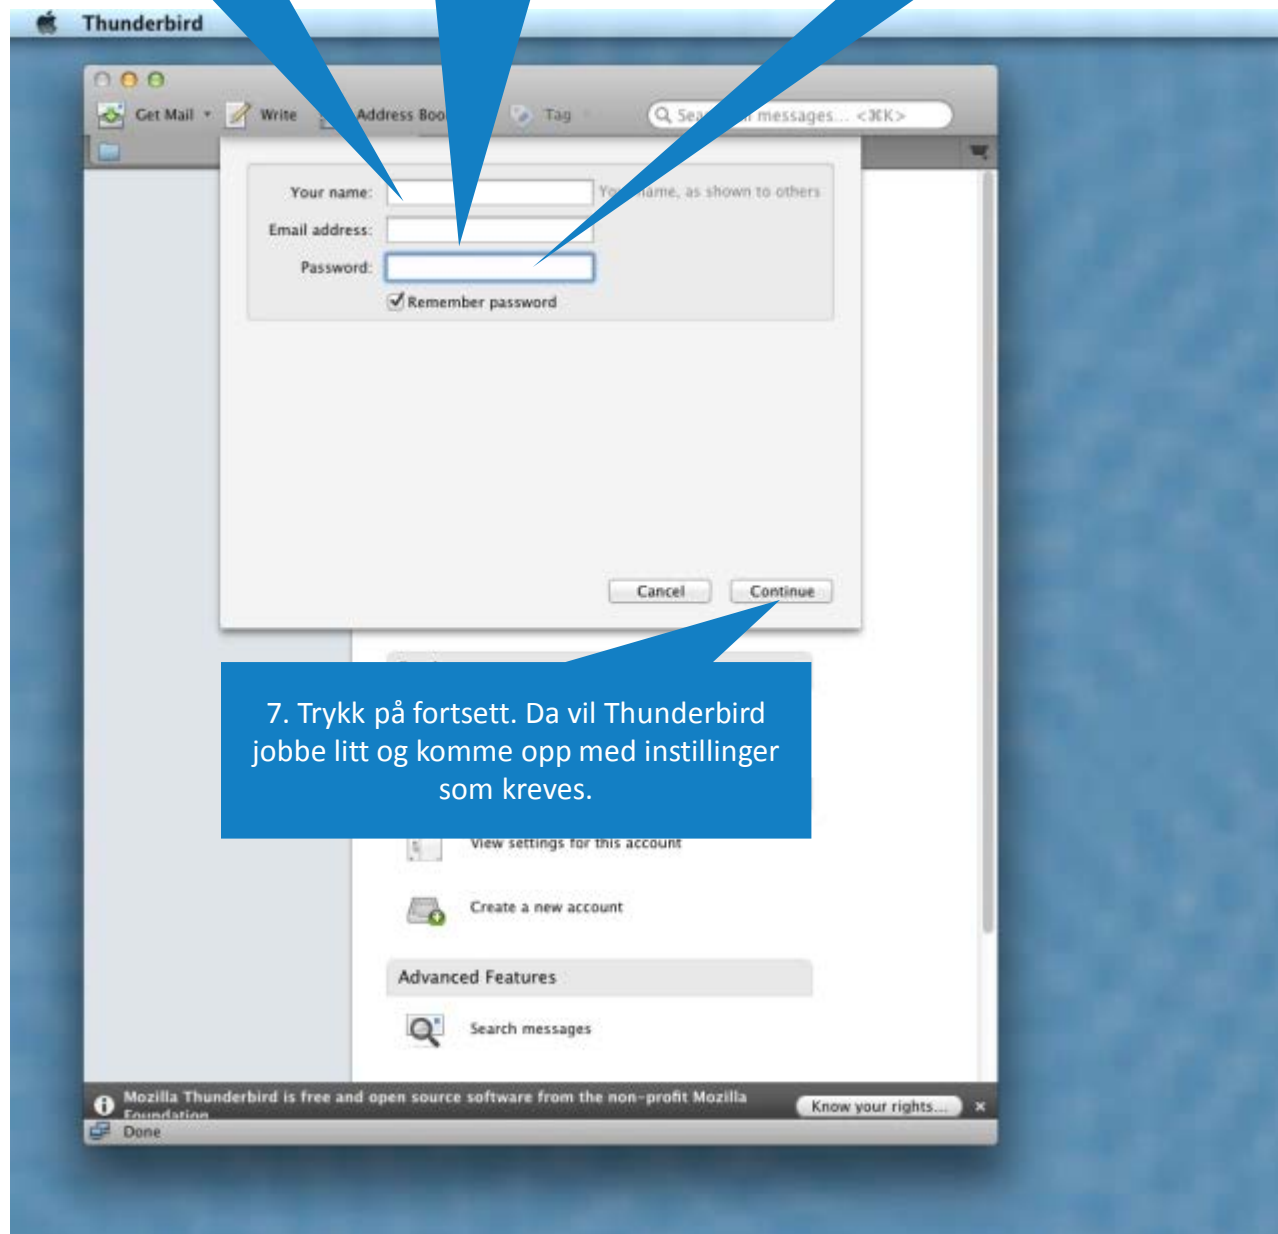 Thunderbird
Get Mail
Write
Address Boo
Tag
Sea messages... <⌘K>
Your name:
name, as shown to others
Email address:
Password:
Remember password
Cancel
Continue
7. Trykk på fortsett. Da vil Thunderbird
jobbe litt og komme opp med instillinger
som kreves.
View settings for this account
Create a new account
Advanced Features
Search messages
Mozilla Thunderbird is free and open source software from the non-profit Mozilla
Foundation
Know your rights...
Done